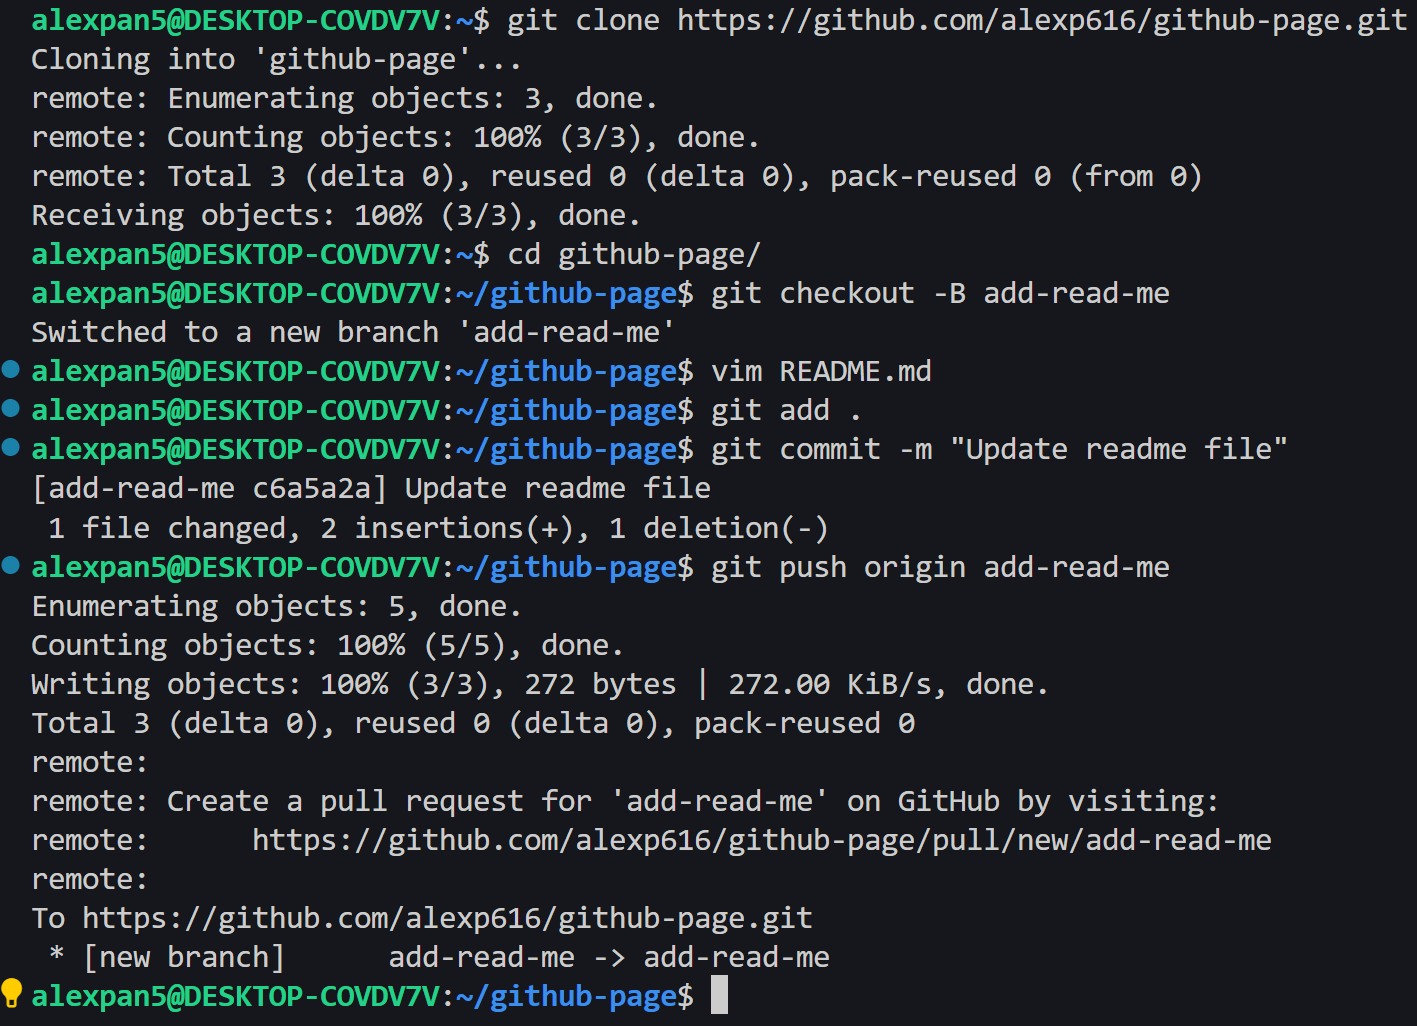 alexpan5@DESKTOP-COVDV7V:~$ git clone https://github.com/alexp616/github-page.git
Cloning into 'github-page'...
remote: Enumerating objects: 3, done.
remote: Counting objects: 100% (3/3), done.
remote: Total 3 (delta 0), reused 0 (delta 0), pack-reused 0 (from 0)
Receiving objects: 100% (3/3), done.
alexpan5@DESKTOP-COVDV7V:~$ cd github-page/
alexpan5@DESKTOP-COVDV7V:~/github-page$ git checkout -B add-read-me
Switched to a new branch 'add-read-me'
alexpan5@DESKTOP-COVDV7V:~/github-page$ vim README.md
alexpan5@DESKTOP-COVDV7V:~/github-page$ git add .
alexpan5@DESKTOP-COVDV7V:~/github-page$ git commit -m "Update readme file"
[add-read-me c6a5a2a] Update readme file
 1 file changed, 2 insertions(+), 1 deletion(-)
alexpan5@DESKTOP-COVDV7V:~/github-page$ git push origin add-read-me
Enumerating objects: 5, done.
Counting objects: 100% (5/5), done.
Writing objects: 100% (3/3), 272 bytes | 272.00 KiB/s, done.
Total 3 (delta 0), reused 0 (delta 0), pack-reused 0
remote:
remote: Create a pull request for 'add-read-me' on GitHub by visiting:
remote:      https://github.com/alexp616/github-page/pull/new/add-read-me
remote:
To https://github.com/alexp616/github-page.git
 * [new branch]      add-read-me -> add-read-me
alexpan5@DESKTOP-COVDV7V:~/github-page$